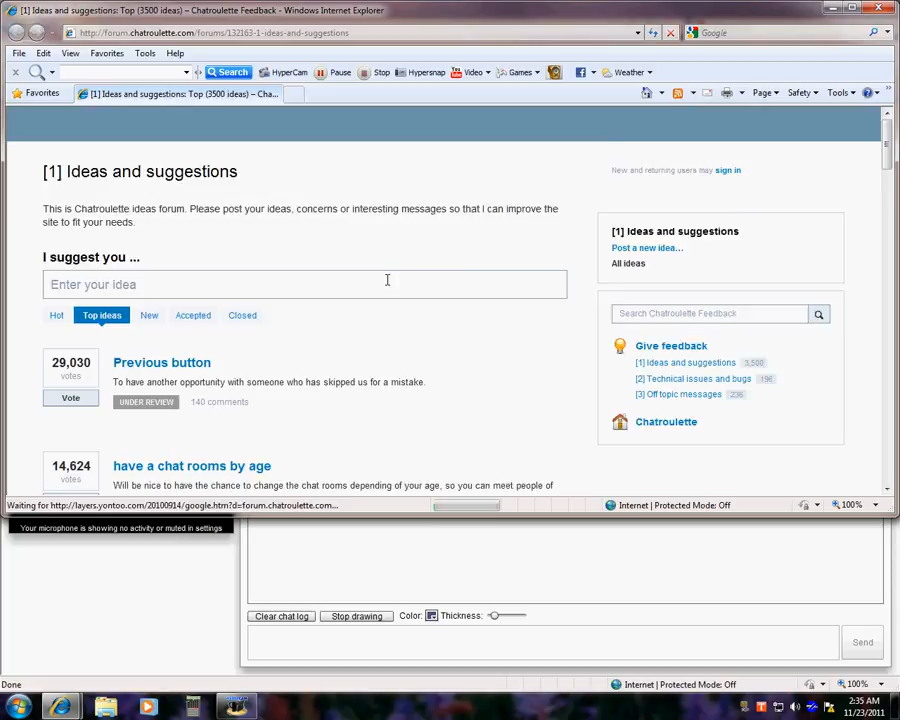 [1] Ideas and suggestions: Top (3500 ideas) – Chatroulette Feedback - Windows Internet Explorer
http://forum.chatroulette.com/forums/132163-1-ideas-and-suggestions
Google
File Edit View Favorites Tools Help
Search HyperCam Pause Stop Hypersnap Video Games Weather
Favorites [1] Ideas and suggestions: Top (3500 ideas) – Cha... Page Safety Tools
[1] Ideas and suggestions
New and returning users may sign in
This is Chatroulette ideas forum. Please post your ideas, concerns or interesting messages so that I can improve the
site to fit your needs.
[1] Ideas and suggestions
Post a new idea...
All ideas
I suggest you ...
Enter your idea
Hot Top ideas New Accepted Closed
Search Chatroulette Feedback
Give feedback
[1] Ideas and suggestions 3,500
[2] Technical issues and bugs 196
[3] Off topic messages 236
Chatroulette
29,030
votes
Vote
Previous button
To have another opportunity with someone who has skipped us for a mistake.
UNDER REVIEW 140 comments
14,624
votes
have a chat rooms by age
Will be nice to have the chance to change the chat rooms depending of your age, so you can meet people of
Waiting for http://layers.yontoo.com/20100914/google.htm?d=forum.chatroulette.com... Internet | Protected Mode: Off 100%
Your microphone is showing no activity or muted in settings
Clear chat log Stop drawing Color: Thickness:
Send
Done Internet | Protected Mode: Off 100%
2:35 AM
11/23/2011